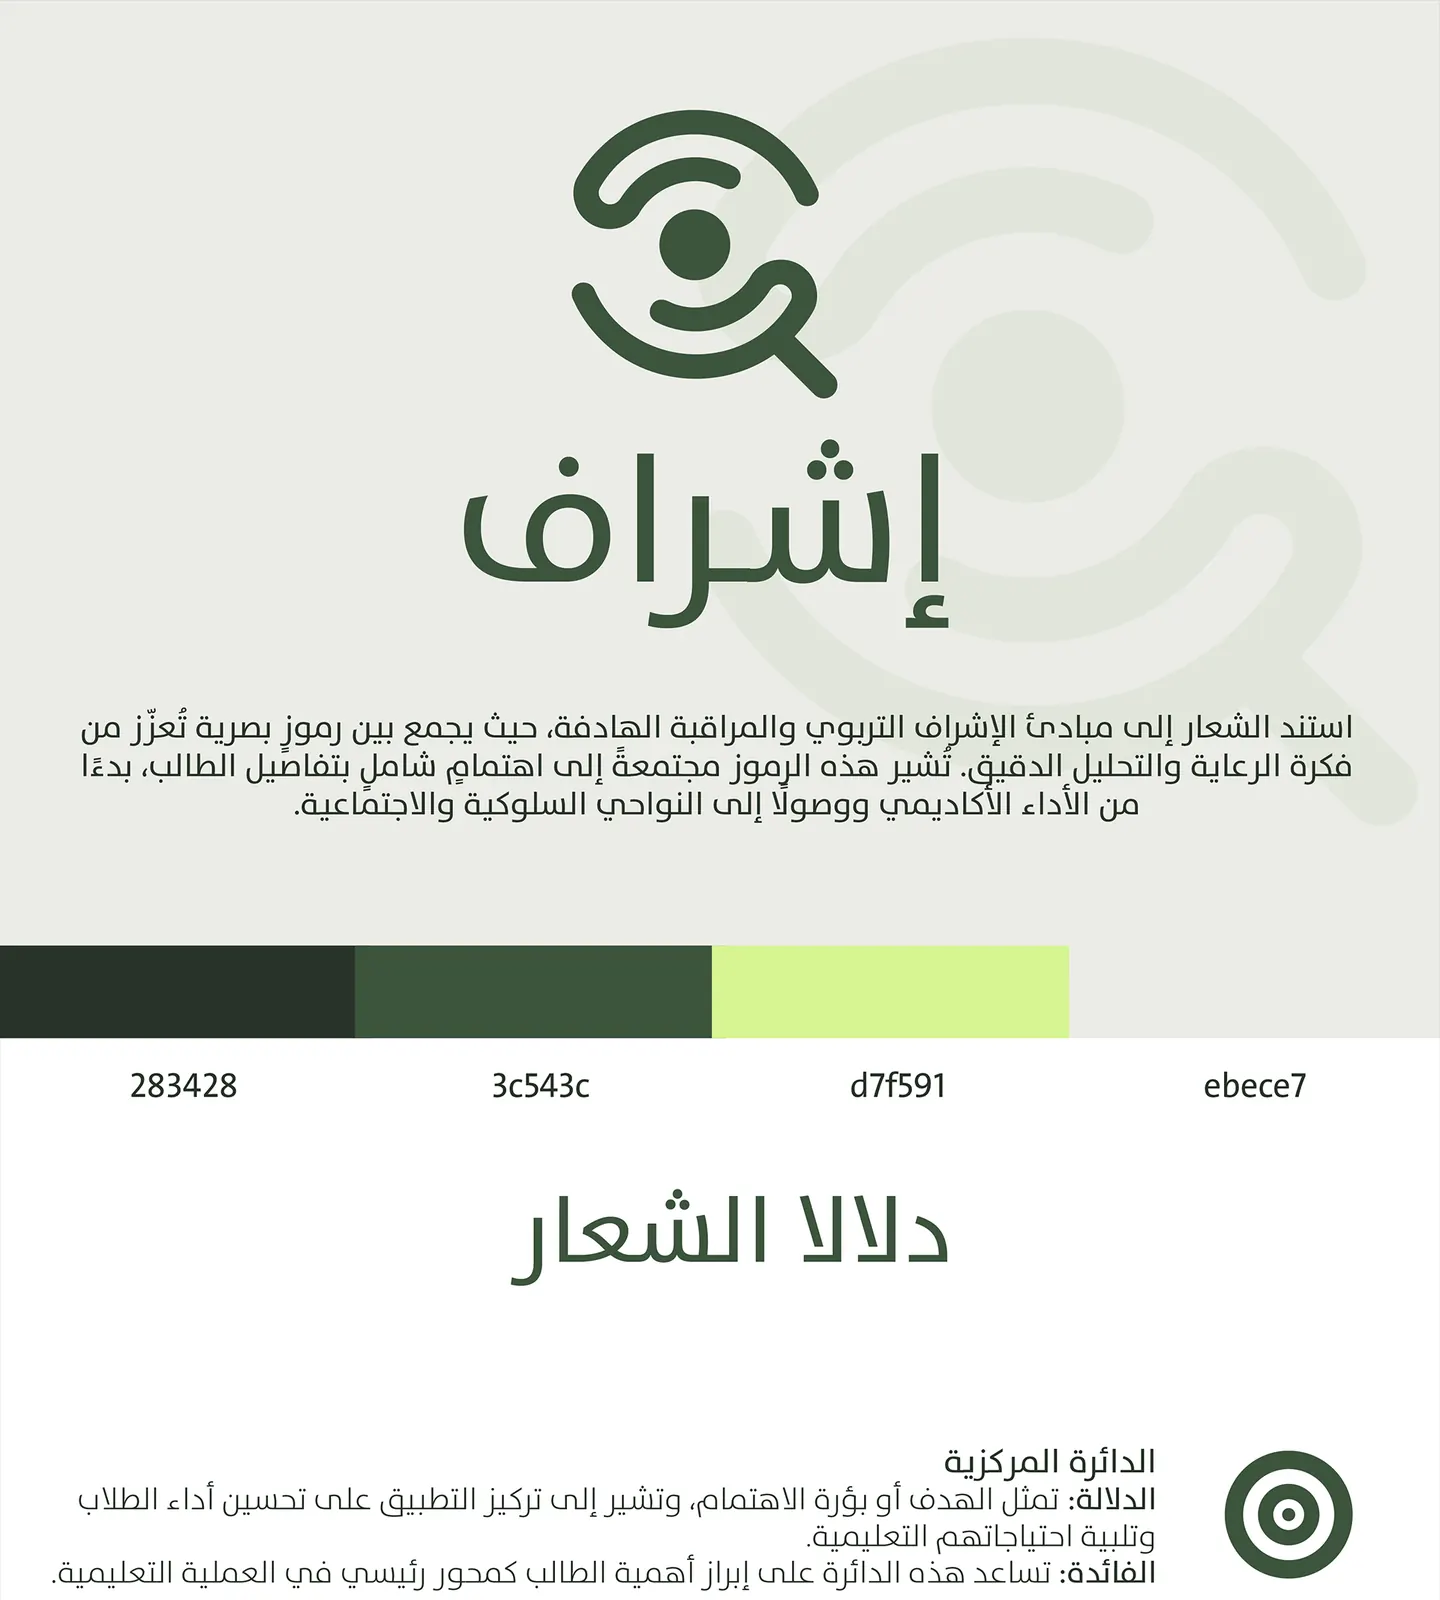 إشراف
استند الشعار إلى مبادئ الإشراف التربوي والمراقبة الهادفة، حيث يجمع بين رموزٍ بصرية تُعزّز من
فكرة الرعاية والتحليل الدقيق. تُشير هذه الرموز مجتمعةً إلى اهتمامٍ شاملٍ بتفاصيل الطالب، بدءًا
من الأداء الأكاديمي ووصولًا إلى النواحي السلوكية والاجتماعية.
283428 3c543c d7f591 ebece7
دلالا الشعار
الدائرة المركزية
الدلالة: تمثل الهدف أو بؤرة الاهتمام، وتشير إلى تركيز التطبيق على تحسين أداء الطلاب
وتلبية احتياجاتهم التعليمية.
الفائدة: تساعد هذه الدائرة على إبراز أهمية الطالب كمحور رئيسي في العملية التعليمية.